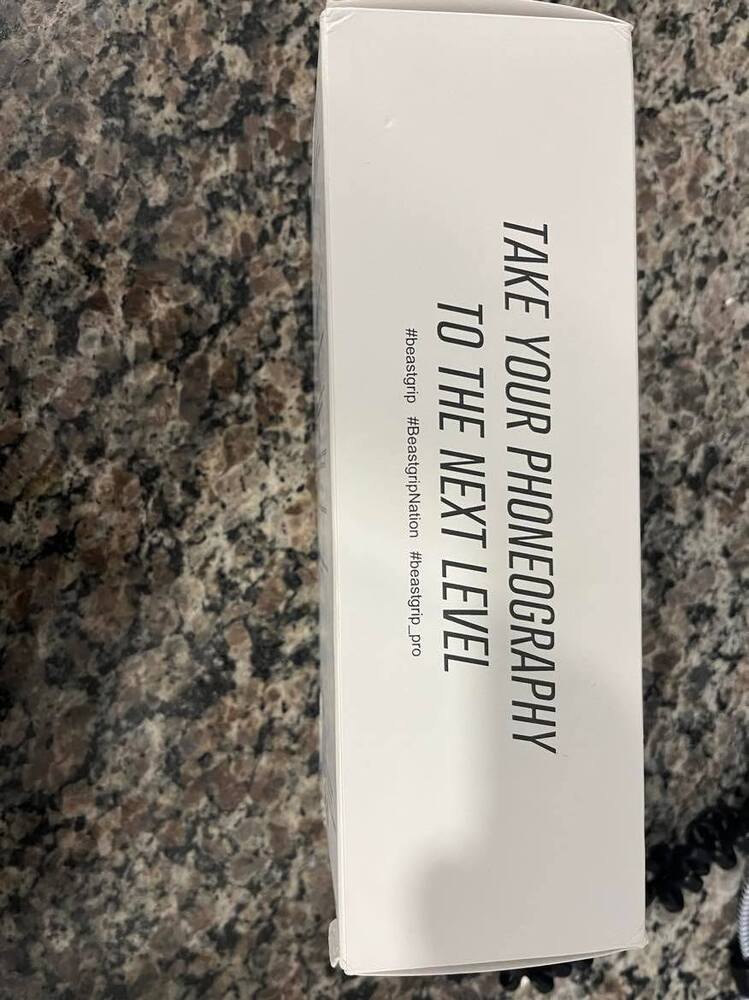 TAKE YOUR PHONEOGRAPHY
TO THE NEXT LEVEL
#beastgrip #BeastgripNation #beastgrip_pro